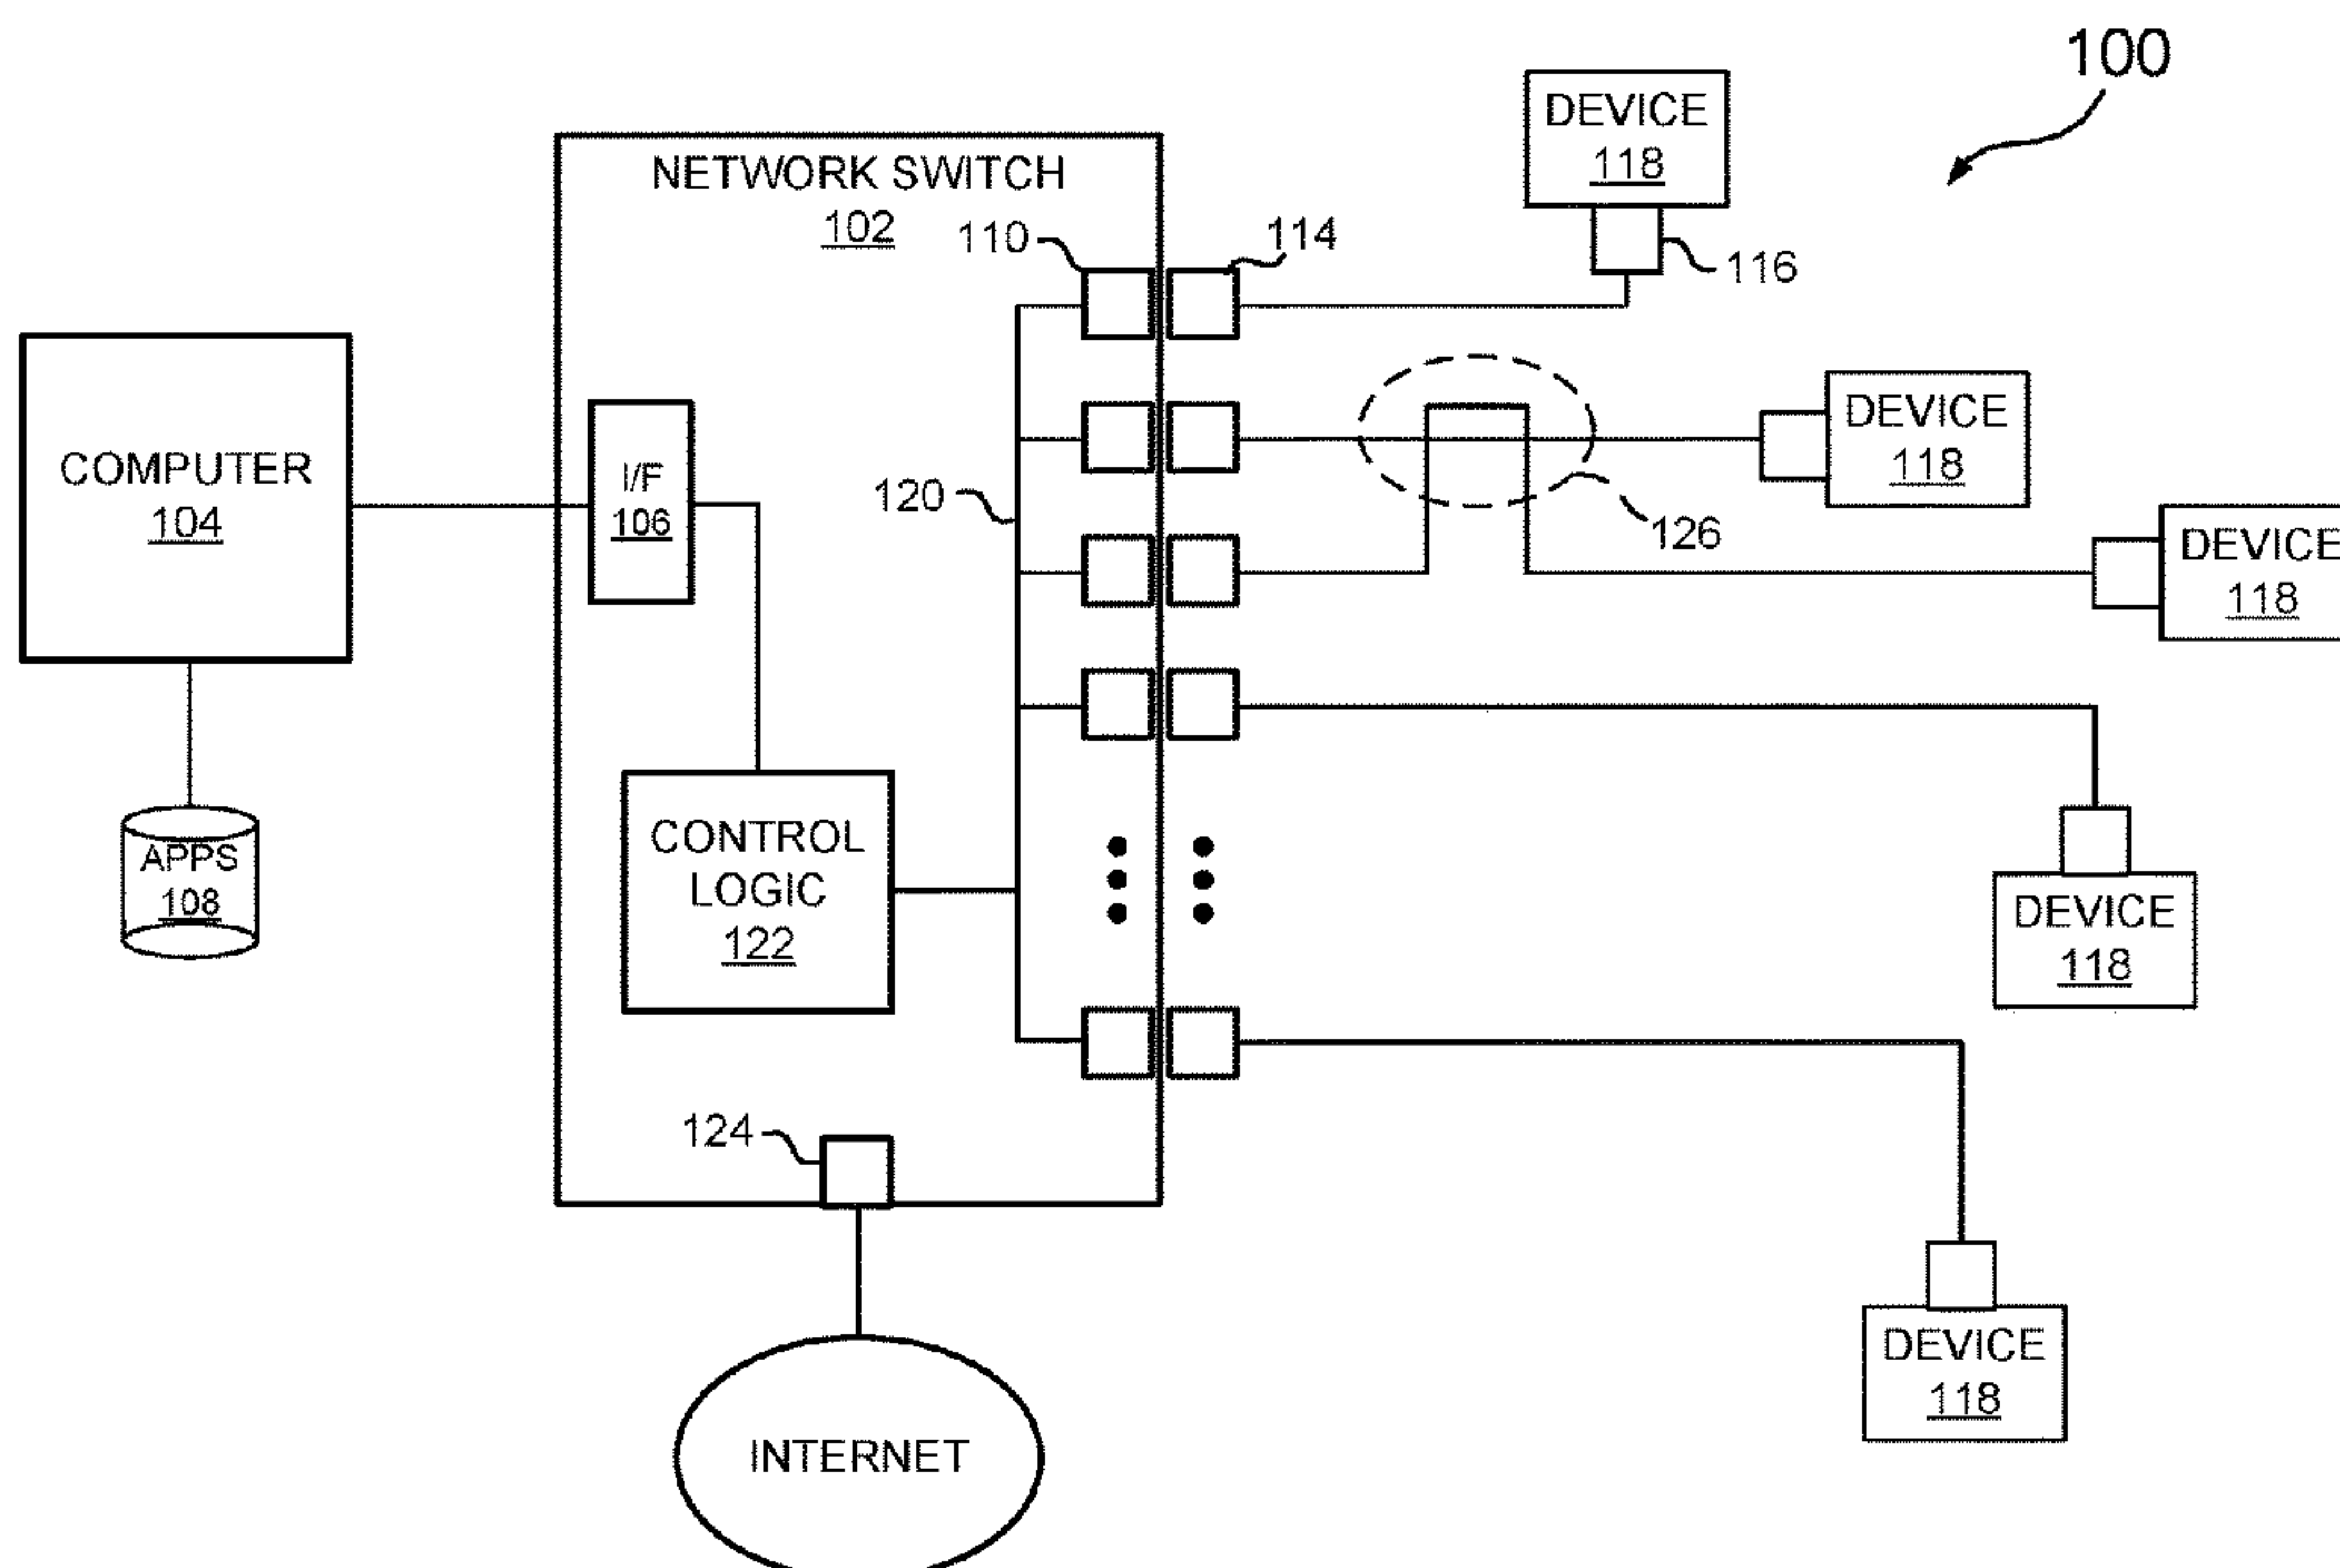 100
DEVICE
118
NETWORK SWITCH
102
110
114
116
COMPUTER
104
I/F
106
120
126
DEVICE
118
DEVICE
118
APPS
108
CONTROL
LOGIC
122
DEVICE
118
124
DEVICE
118
INTERNET